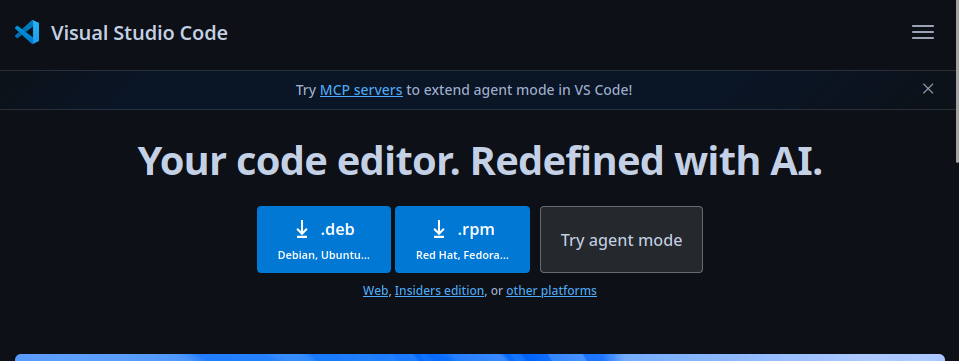 Visual Studio Code
Try MCP servers to extend agent mode in VS Code!
Your code editor. Redefined with AI.
.deb
Debian, Ubuntu...
.rpm
Red Hat, Fedora...
Try agent mode
Web, Insiders edition, or other platforms